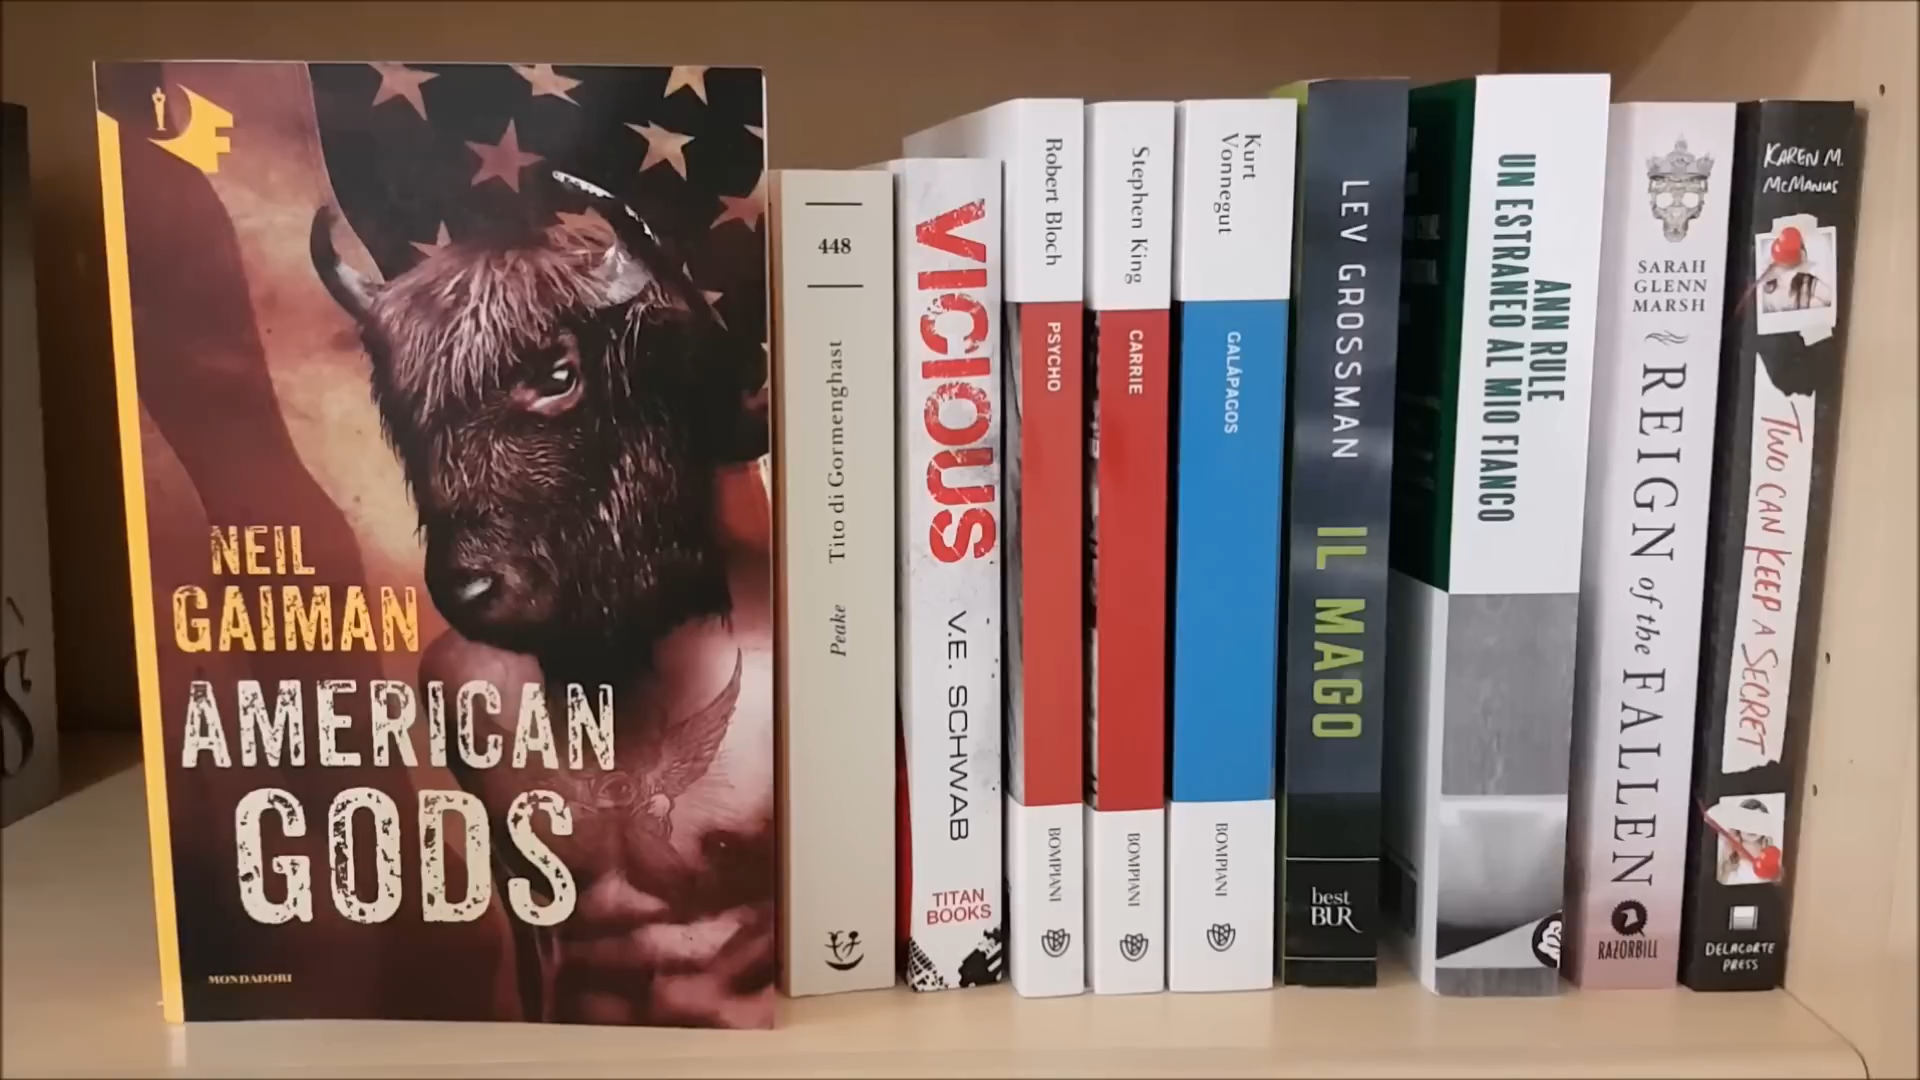 NEIL
GAIMAN
AMERICAN
GODS
MONDADORI
448
Tito di Gormenghast
Peake
VICIOUS
V.E. SCHWAB
TITAN
BOOKS
Robert Bloch
PSYCHO
BOMPIANI
Stephen King
CARRIE
BOMPIANI
Kurt
Vonnegut
GALÁPAGOS
BOMPIANI
LEV GROSSMAN
IL MAGO
best
BUR
ANN RULE
UN ESTRANEO AL MIO FIANCO
SARAH
GLENN
MARSH
REIGN of the FALLEN
RAZORBILL
KAREN M.
McMANUS
TWO CAN KEEP A SECRET
DELACORTE
PRESS